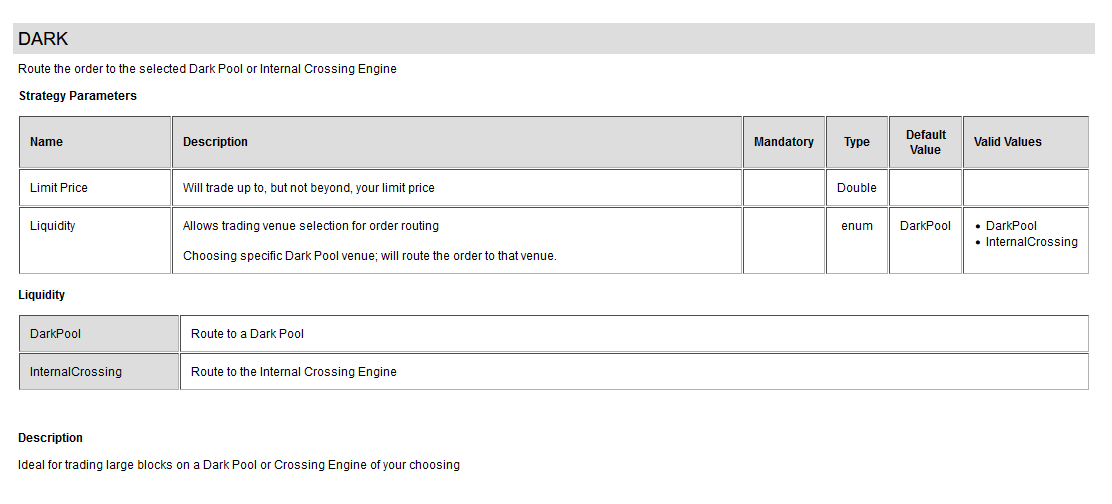 DARK
Route the order to the selected Dark Pool or Internal Crossing Engine
Strategy Parameters
Name Description Mandatory Type Default Value Valid Values
Limit Price Will trade up to, but not beyond, your limit price Double
Liquidity Allows trading venue selection for order routing enum DarkPool • DarkPool
• InternalCrossing
Choosing specific Dark Pool venue; will route the order to that venue.
Liquidity
DarkPool Route to a Dark Pool
InternalCrossing Route to the Internal Crossing Engine
Description
Ideal for trading large blocks on a Dark Pool or Crossing Engine of your choosing